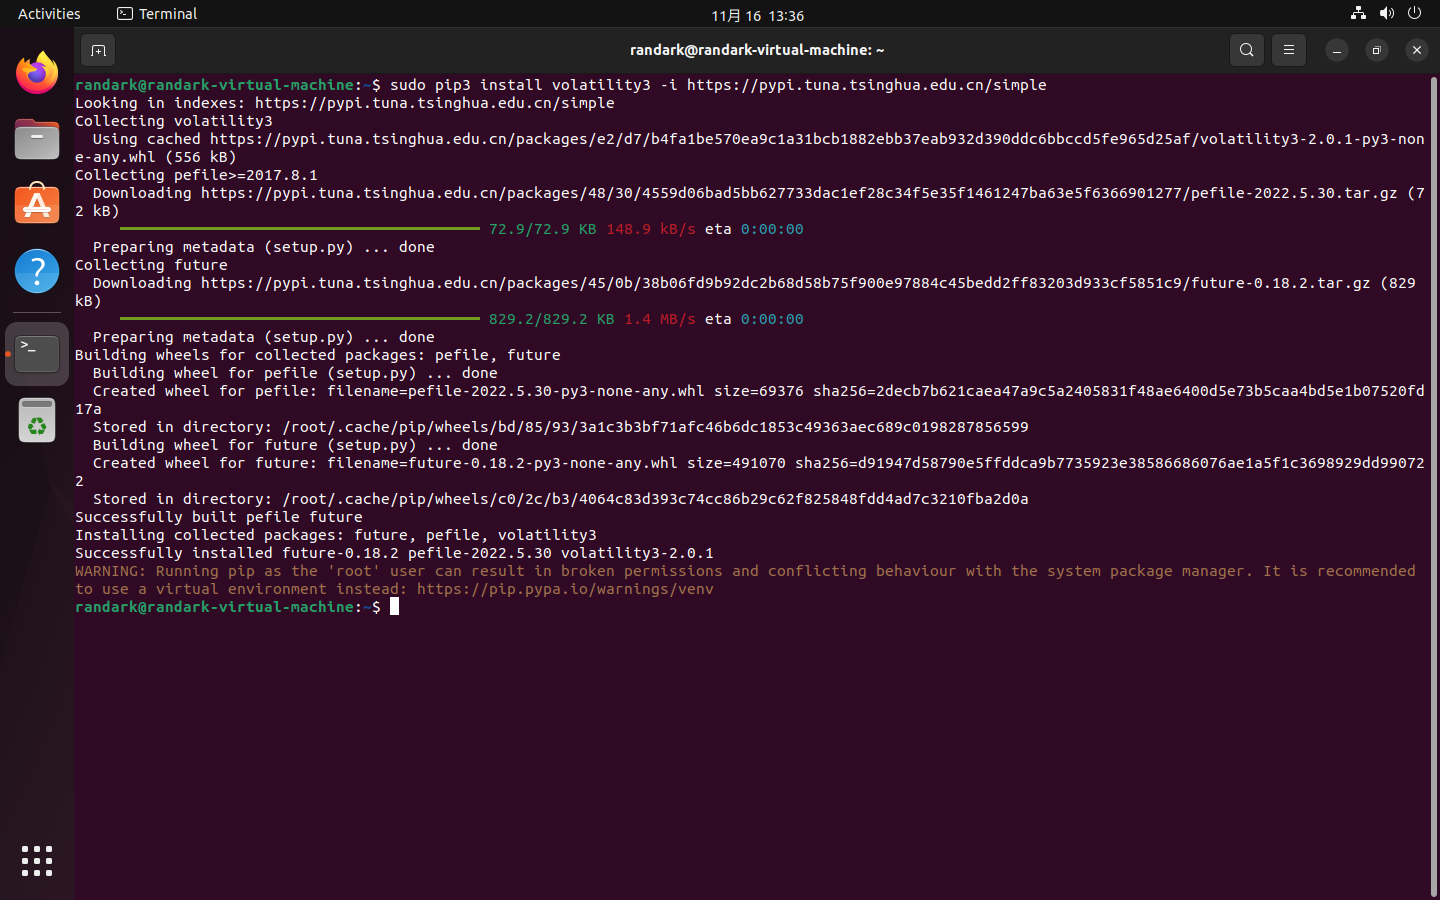 Activities
Terminal
11月 16 13:36
randark@randark-virtual-machine: ~
randark@randark-virtual-machine:~$ sudo pip3 install volatility3 -i https://pypi.tuna.tsinghua.edu.cn/simple
Looking in indexes: https://pypi.tuna.tsinghua.edu.cn/simple
Collecting volatility3
  Using cached https://pypi.tuna.tsinghua.edu.cn/packages/e2/d7/b4fa1be570ea9c1a31bcb1882ebb37eab932d390ddc6bbccd5fe965d25af/volatility3-2.0.1-py3-non
e-any.whl (556 kB)
Collecting pefile>=2017.8.1
  Downloading https://pypi.tuna.tsinghua.edu.cn/packages/48/30/4559d06bad5bb627733dac1ef28c34f5e35f1461247ba63e5f6366901277/pefile-2022.5.30.tar.gz (7
2 kB)
72.9/72.9 KB 148.9 kB/s eta 0:00:00
  Preparing metadata (setup.py) ... done
Collecting future
  Downloading https://pypi.tuna.tsinghua.edu.cn/packages/45/0b/38b06fd9b92dc2b68d58b75f900e97884c45bedd2ff83203d933cf5851c9/future-0.18.2.tar.gz (829
kB)
829.2/829.2 KB 1.4 MB/s eta 0:00:00
  Preparing metadata (setup.py) ... done
Building wheels for collected packages: pefile, future
  Building wheel for pefile (setup.py) ... done
  Created wheel for pefile: filename=pefile-2022.5.30-py3-none-any.whl size=69376 sha256=2decb7b621caea47a9c5a2405831f48ae6400d5e73b5caa4bd5e1b07520fd
17a
  Stored in directory: /root/.cache/pip/wheels/bd/85/93/3a1c3b3bf71afc46b6dc1853c49363aec689c0198287856599
  Building wheel for future (setup.py) ... done
  Created wheel for future: filename=future-0.18.2-py3-none-any.whl size=491070 sha256=d91947d58790e5ffddca9b7735923e38586686076ae1a5f1c3698929dd99072
2
  Stored in directory: /root/.cache/pip/wheels/c0/2c/b3/4064c83d393c74cc86b29c62f825848fdd4ad7c3210fba2d0a
Successfully built pefile future
Installing collected packages: future, pefile, volatility3
Successfully installed future-0.18.2 pefile-2022.5.30 volatility3-2.0.1
WARNING: Running pip as the 'root' user can result in broken permissions and conflicting behaviour with the system package manager. It is recommended
to use a virtual environment instead: https://pip.pypa.io/warnings/venv
randark@randark-virtual-machine:~$